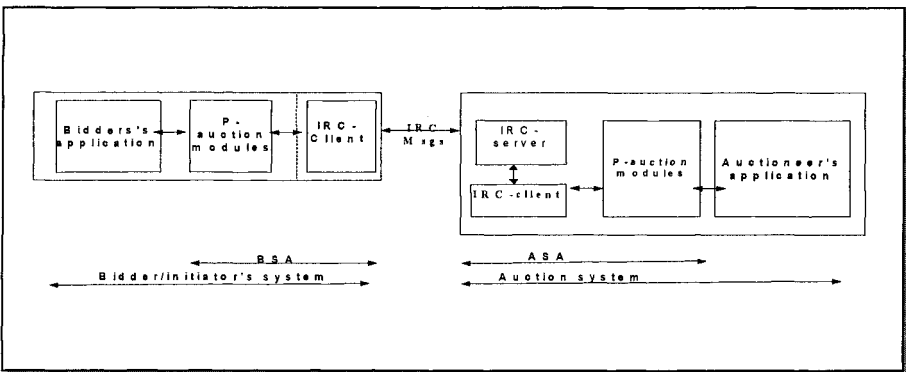 Bidders's
application
P-
auction
modules
IRC-
Client
IRC
Msgs
IRC-
server
IRC-client
P-auction
modules
Auctioneer's
application
BSA
Bidder/initiator's system
ASA
Auction system